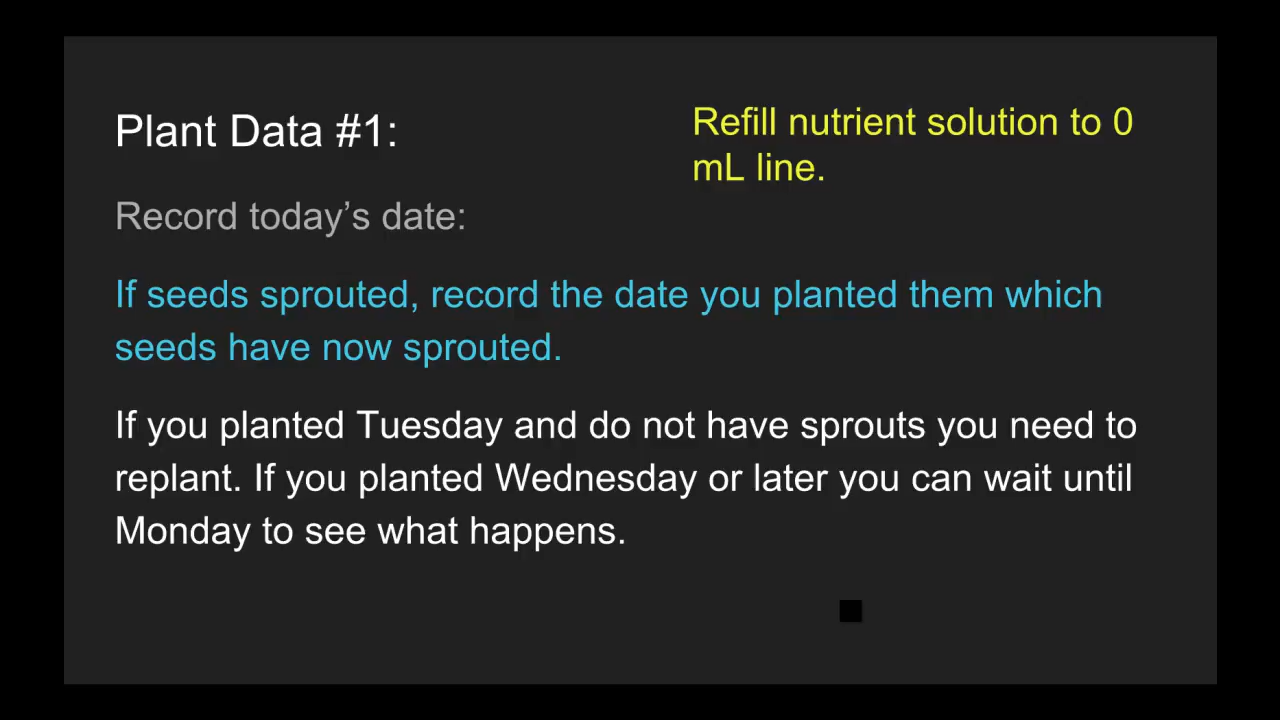 Plant Data #1:
Refill nutrient solution to 0
mL line.
Record today’s date:
If seeds sprouted, record the date you planted them which
seeds have now sprouted.
If you planted Tuesday and do not have sprouts you need to
replant. If you planted Wednesday or later you can wait until
Monday to see what happens.